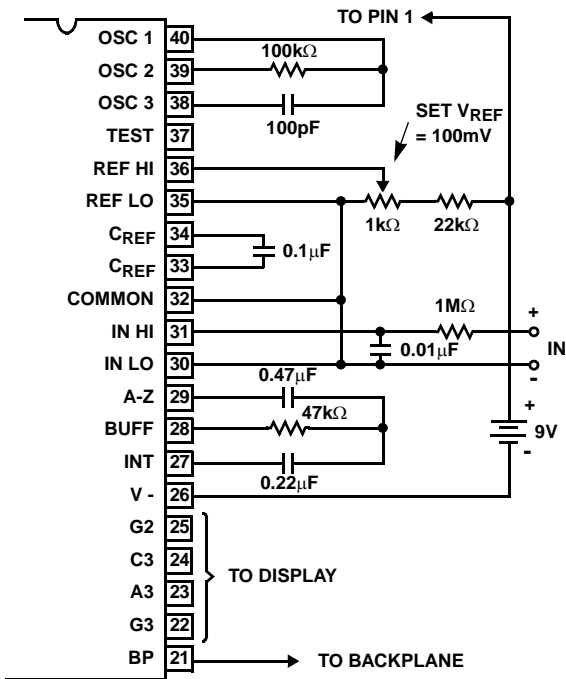 TO PIN 1
OSC 1 40
100kΩ
OSC 2 39
OSC 3 38
100pF
SET VREF
= 100mV
TEST 37
REF HI 36
REF LO 35
1kΩ 22kΩ
CREF 34
0.1µF
CREF 33
COMMON 32
1MΩ
+
IN HI 31
IN
0.01µF
IN LO 30
-
0.47µF
A-Z 29
+
47kΩ
BUFF 28
9V
-
INT 27
0.22µF
V - 26
G2 25
C3 24
TO DISPLAY
A3 23
G3 22
BP 21
TO BACKPLANE